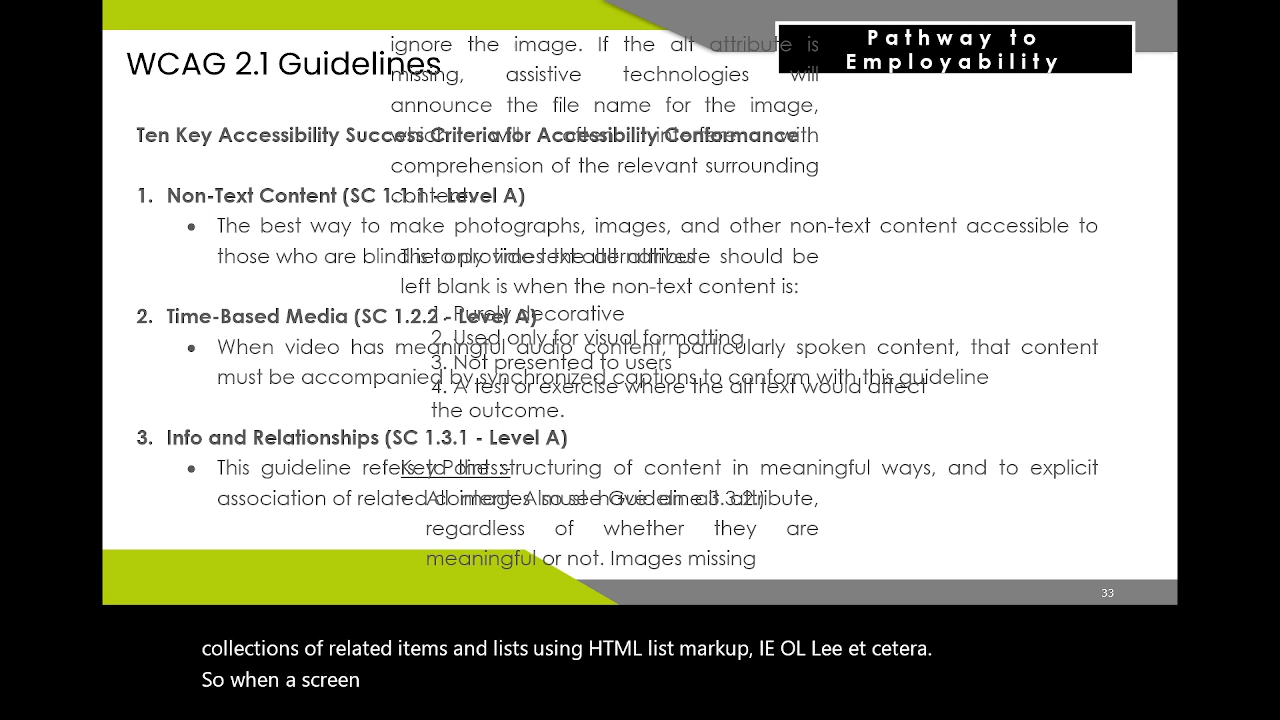 WCAG 2.1 Guidelines
Pathway to
Employability
Ten Key Accessibility Success Criteria for Accessibility Conformance
1. Non-Text Content (SC 1.1.1 - Level A)
• The best way to make photographs, images, and other non-text content accessible to
those who are blind is to provide text alternatives
2. Time-Based Media (SC 1.2.2 - Level A)
• When video has meaningful audio content, particularly spoken content, that content
must be accompanied by synchronized captions to conform with this guideline
3. Info and Relationships (SC 1.3.1 - Level A)
• This guideline refers to the structuring of content in meaningful ways, and to explicit
association of related content. Also see Guideline 3.3.2.)
ignore the image. If the alt attribute is
missing, assistive technologies will
announce the file name for the image,
which will often interfere with
comprehension of the relevant surrounding
content.
The only time the alt attribute should be
left blank is when the non-text content is:
1. Purely decorative
2. Used only for visual formatting
3. Not presented to users
4. A test or exercise where the alt text would affect
the outcome.
Key Points:-
• All images must have an alt attribute,
regardless of whether they are
meaningful or not. Images missing
33
collections of related items and lists using HTML list markup, IE OL Lee et cetera.
So when a screen